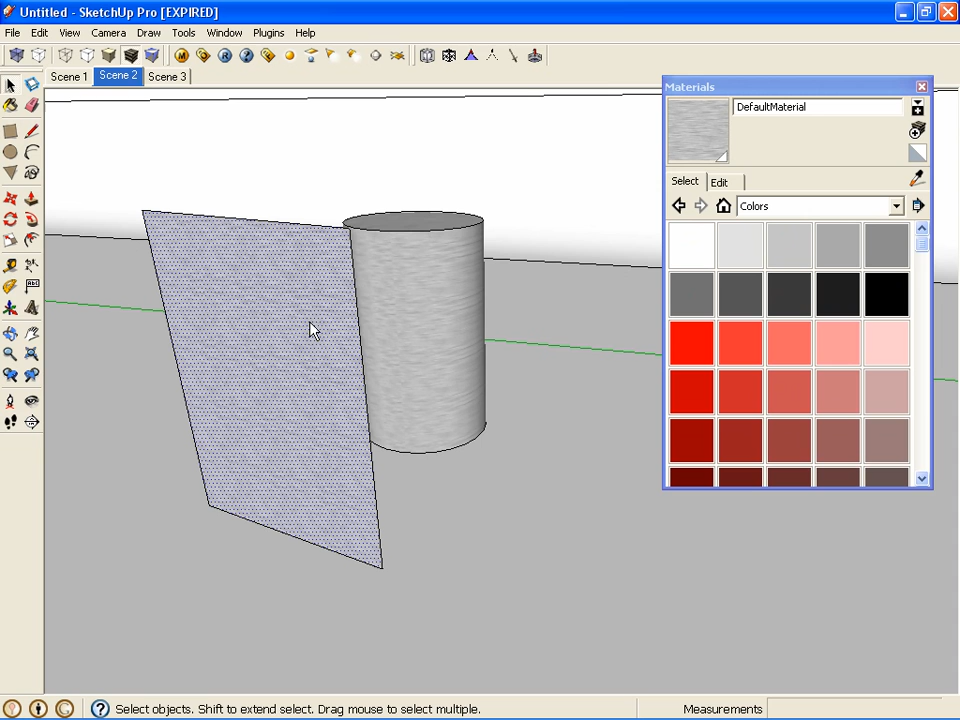 Untitled - SketchUp Pro [EXPIRED]
File Edit View Camera Draw Tools Window Plugins Help
Scene 1 Scene 2 Scene 3
Materials
DefaultMaterial
Select Edit
Colors
Select objects. Shift to extend select. Drag mouse to select multiple.
Measurements